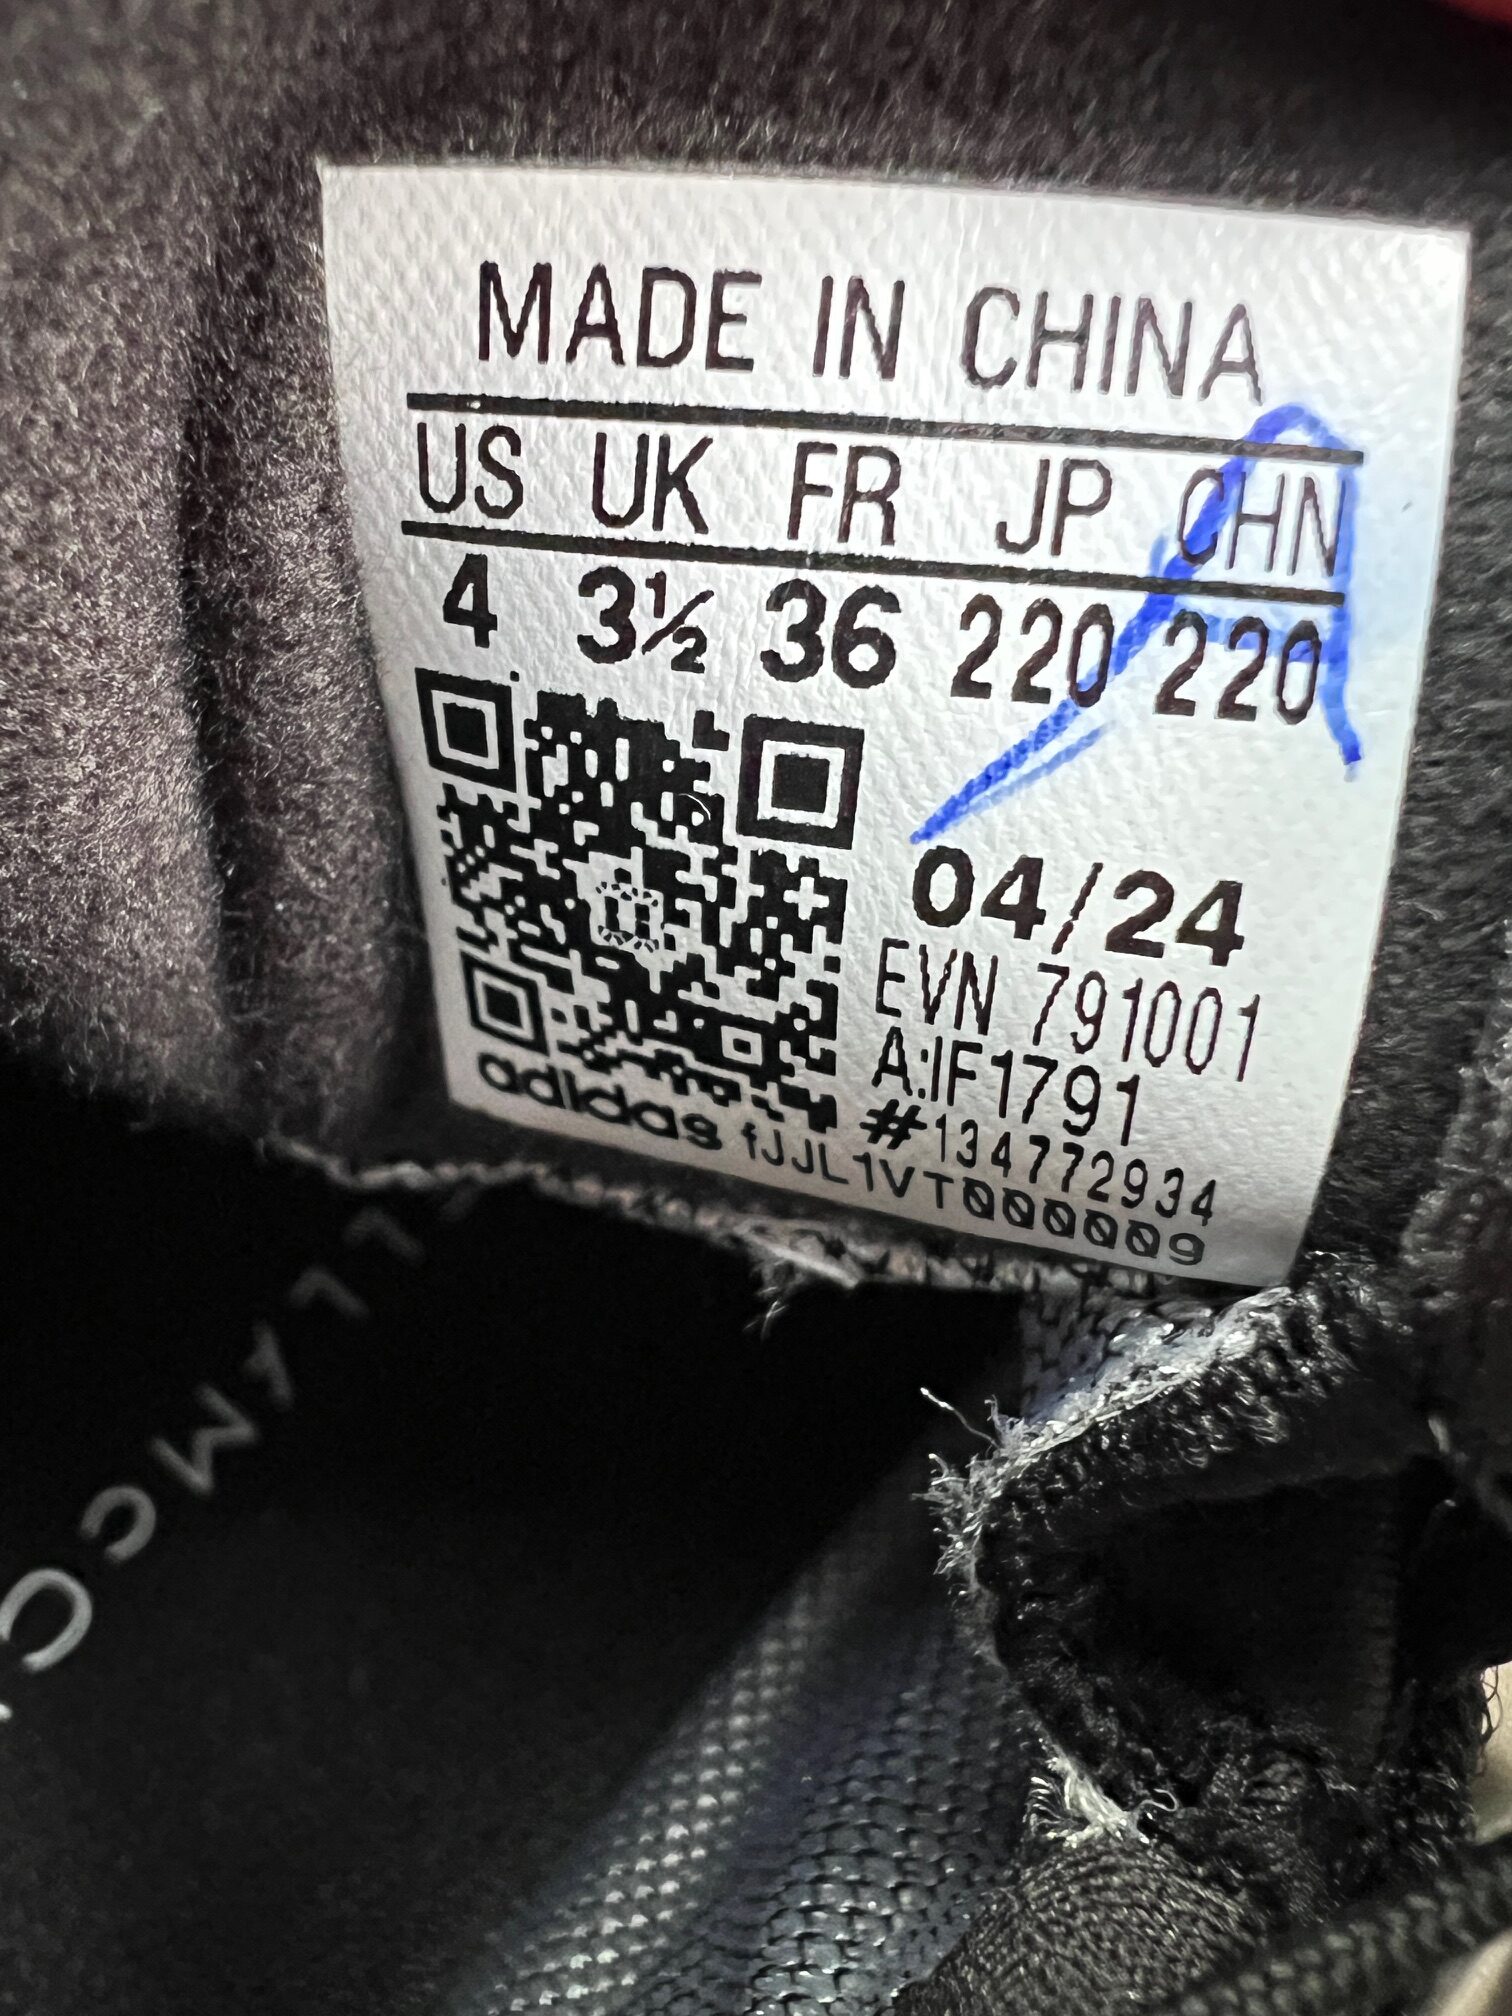 MADE IN CHINA
US UK FR JP CHN
4 3½ 36 220 220
A
04/24
EVN 791001
A:IF1791
#134772934
adidas fJJL1VT000009